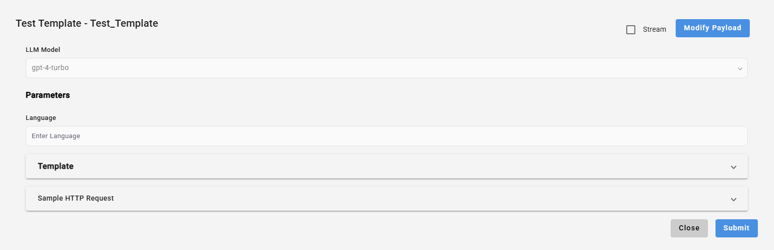 Test Template - Test_Template
Stream
Modify Payload
LLM Model
gpt-4-turbo
Parameters
Language
Enter Language
Template
Sample HTTP Request
Close
Submit